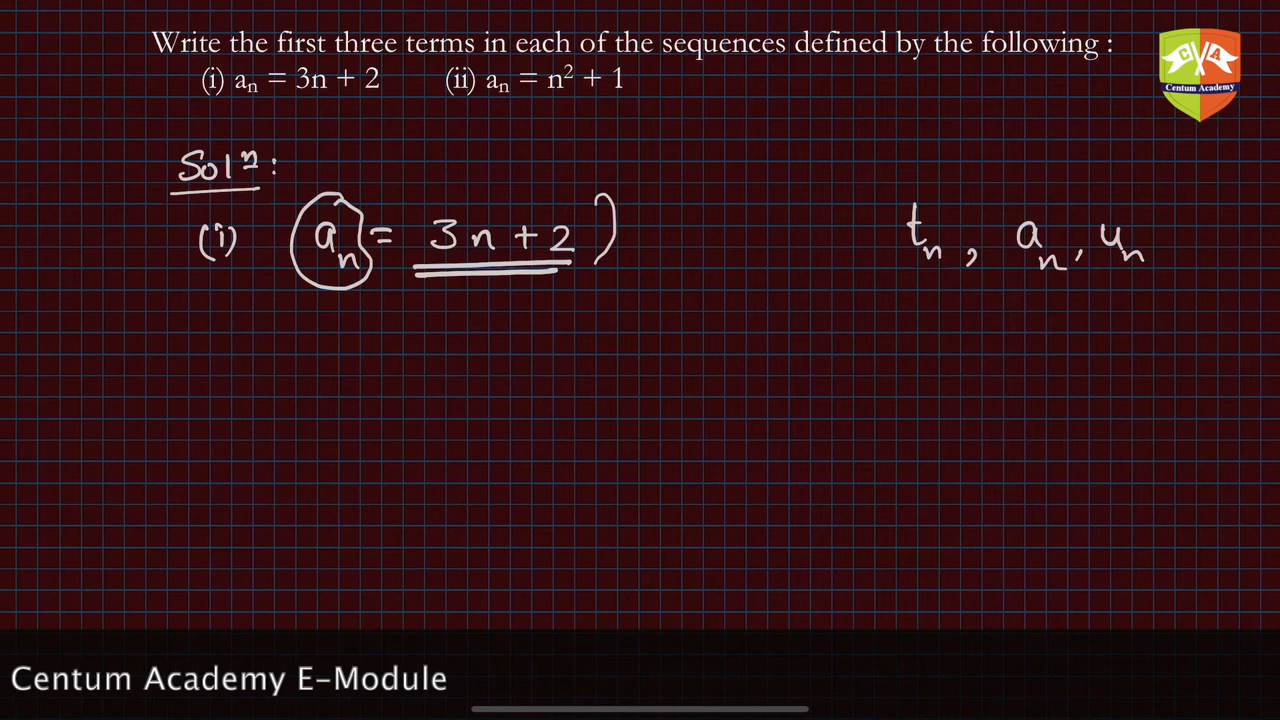 Write the first three terms in each of the sequences defined by the following :
(i) aₙ = 3n + 2 (ii) aₙ = n² + 1
C A
Centum Academy
Solⁿ :
(i) aₙ = 3n + 2 ) tₙ , aₙ , uₙ
Centum Academy E-Module